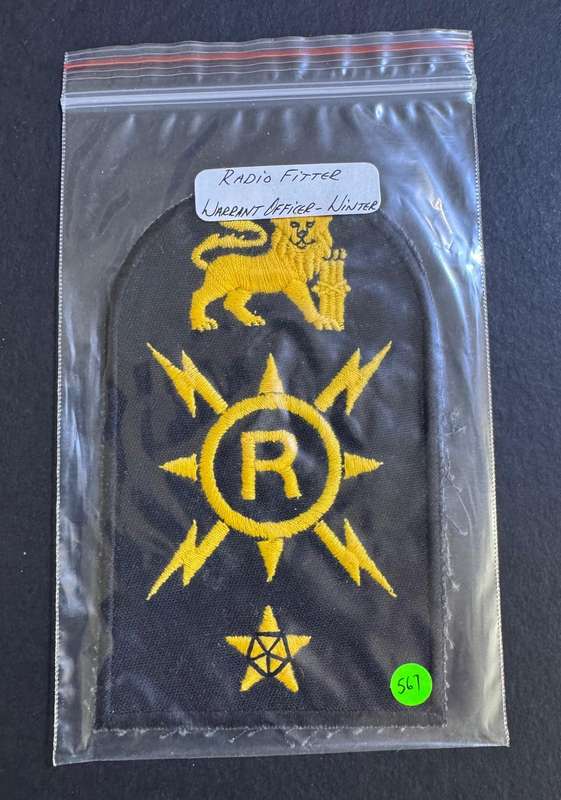 RADIO FITTER
WARRANT OFFICER - WINTER
R
567